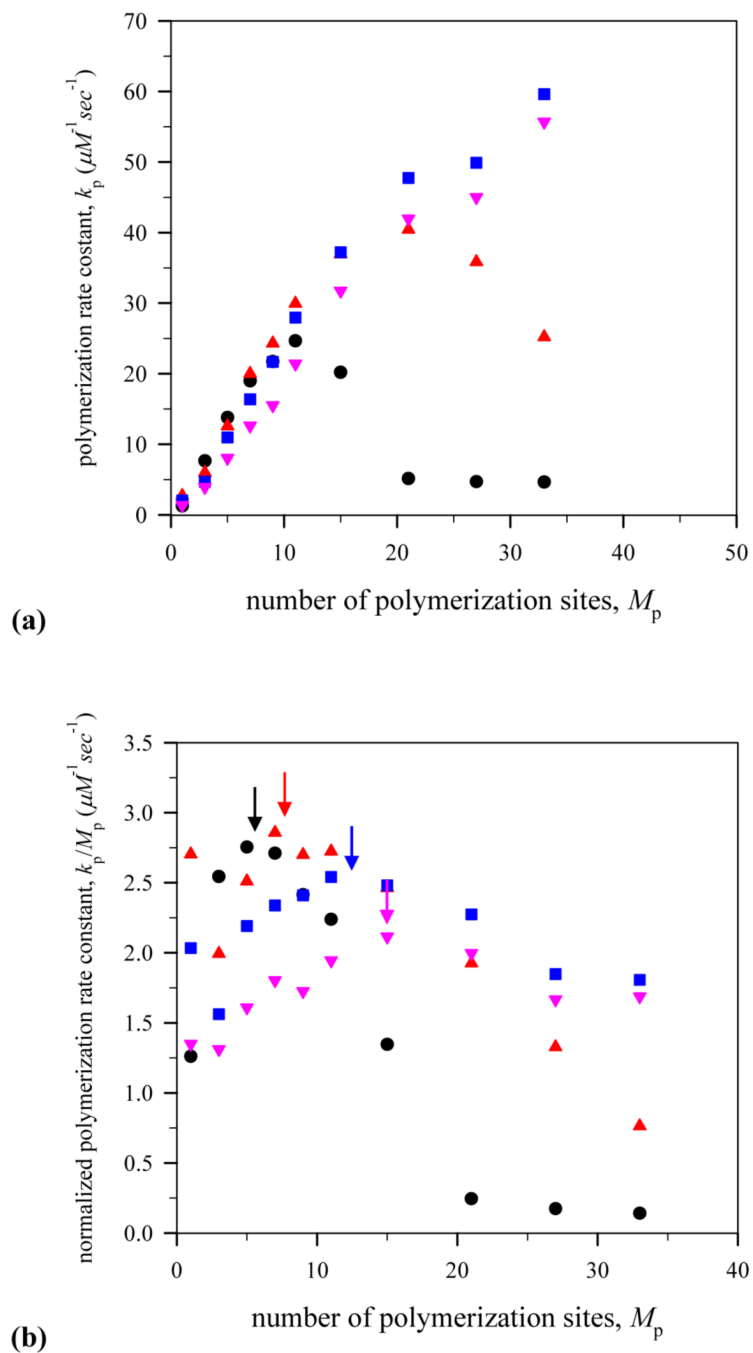 70
60
50
40
30
20
10
0
polymerization rate costant, kp (μM⁻¹sec⁻¹)
0 10 20 30 40 50
number of polymerization sites, Mp
(a)
3.5
3.0
2.5
2.0
1.5
1.0
0.5
0.0
normalized polymerization rate constant, kp/Mp (μM⁻¹sec⁻¹)
0 10 20 30 40
number of polymerization sites, Mp
(b)